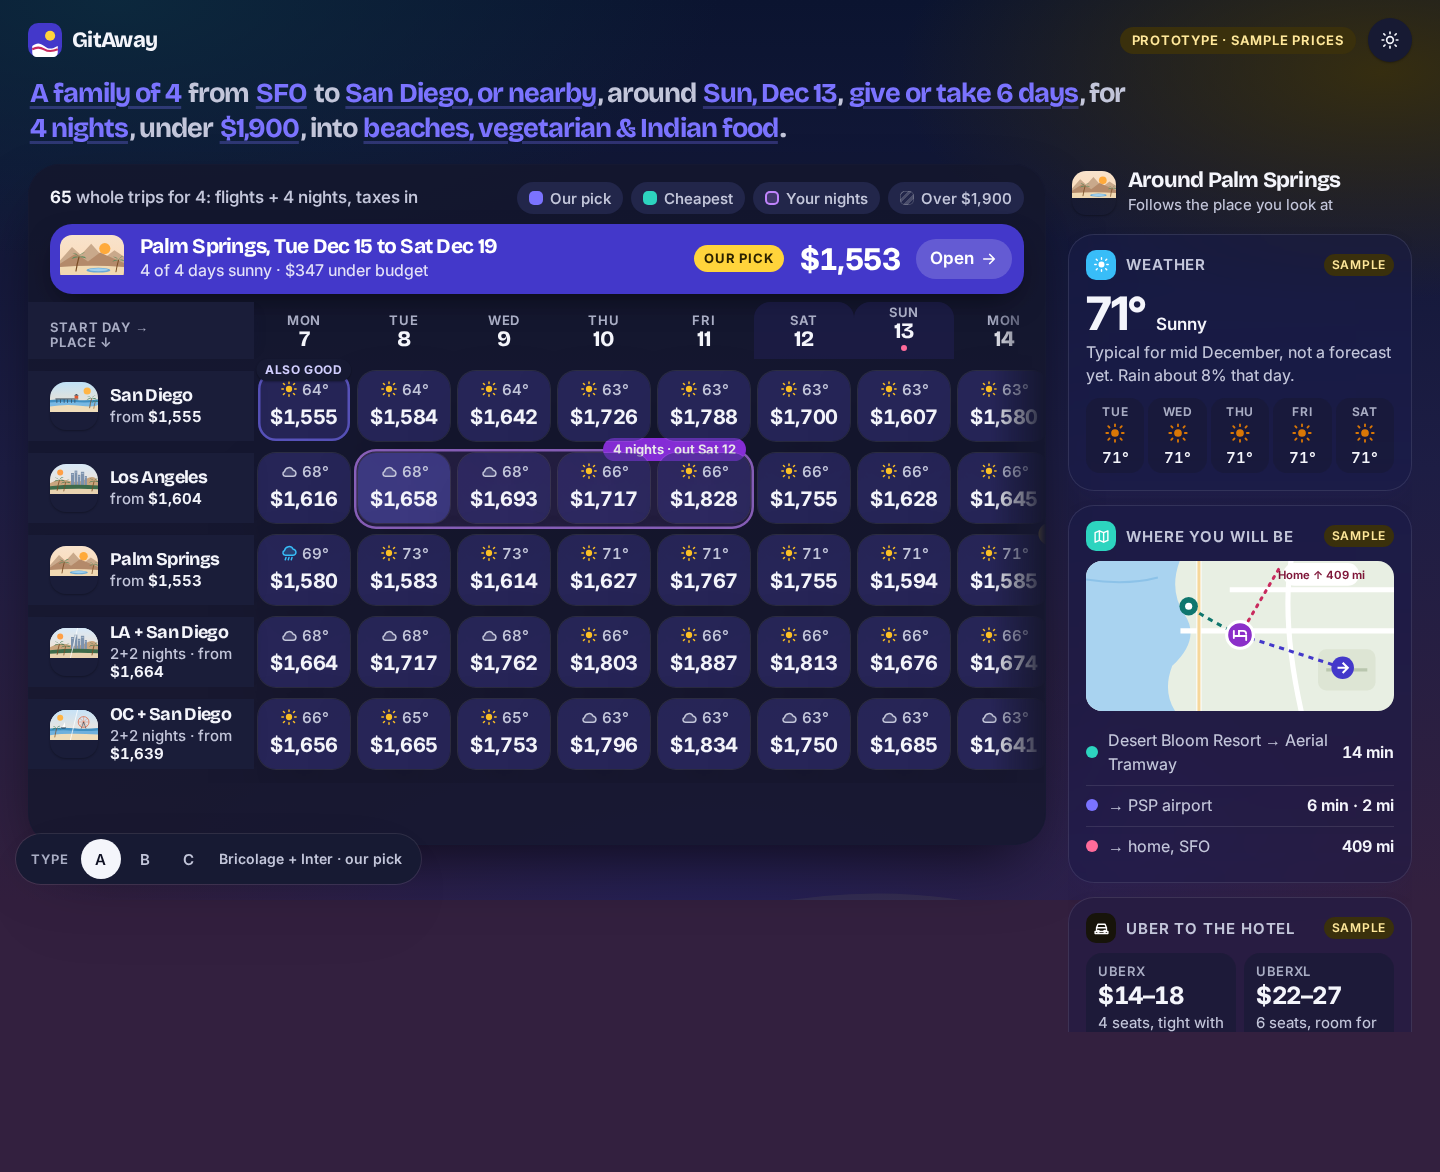 GitAway
PROTOTYPE · SAMPLE PRICES
A family of 4 from SFO to San Diego, or nearby, around Sun, Dec 13, give or take 6 days, for
4 nights, under $1,900, into beaches, vegetarian & Indian food.
65 whole trips for 4: flights + 4 nights, taxes in
Our pick
Cheapest
Your nights
Over $1,900
Palm Springs, Tue Dec 15 to Sat Dec 19
4 of 4 days sunny · $347 under budget
OUR PICK
$1,553
Open →
START DAY →
PLACE ↓
MON TUE WED THU FRI SAT SUN MON
7 8 9 10 11 12 13 14
ALSO GOOD
San Diego
from $1,555
64° 64° 64° 63° 63° 63° 63° 63°
$1,555 $1,584 $1,642 $1,726 $1,788 $1,700 $1,607 $1,580
4 nights · out Sat 12
Los Angeles
from $1,604
68° 68° 68° 66° 66° 66° 66° 66°
$1,616 $1,658 $1,693 $1,717 $1,828 $1,755 $1,628 $1,645
Palm Springs
from $1,553
69° 73° 73° 71° 71° 71° 71° 71°
$1,580 $1,583 $1,614 $1,627 $1,767 $1,755 $1,594 $1,585
LA + San Diego
2+2 nights · from
$1,664
68° 68° 68° 66° 66° 66° 66° 66°
$1,664 $1,717 $1,762 $1,803 $1,887 $1,813 $1,676 $1,674
OC + San Diego
2+2 nights · from
$1,639
66° 65° 65° 63° 63° 63° 63° 63°
$1,656 $1,665 $1,753 $1,796 $1,834 $1,750 $1,685 $1,641
TYPE A B C Bricolage + Inter · our pick
Around Palm Springs
Follows the place you look at
WEATHER
SAMPLE
71° Sunny
Typical for mid December, not a forecast
yet. Rain about 8% that day.
TUE WED THU FRI SAT
71° 71° 71° 71° 71°
WHERE YOU WILL BE
SAMPLE
Home ↑ 409 mi
Desert Bloom Resort → Aerial
Tramway
14 min
→ PSP airport
6 min · 2 mi
→ home, SFO
409 mi
UBER TO THE HOTEL
SAMPLE
UBERX
$14–18
4 seats, tight with
UBERXL
$22–27
6 seats, room for